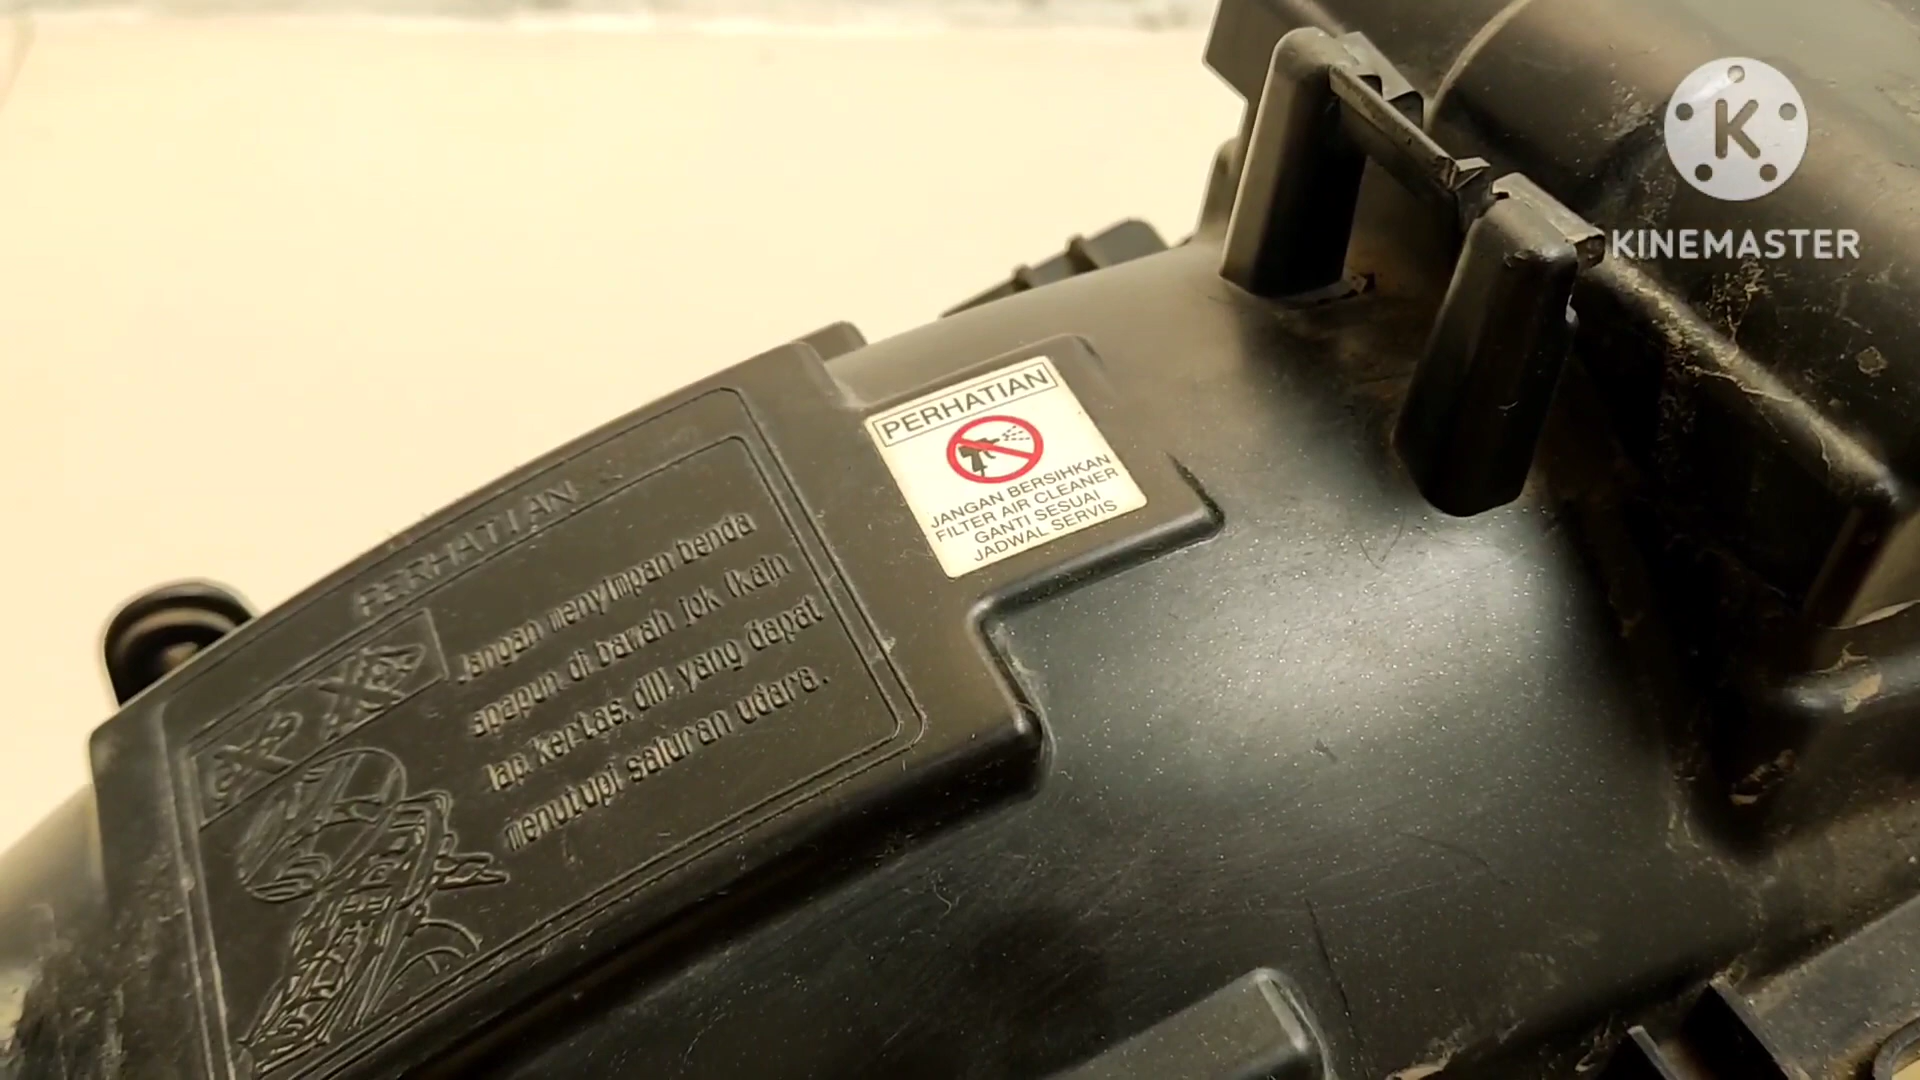 PERHATIAN
Jangan menyimpan benda
apapun di bawah jok (kain
lap, kertas, dll) yang dapat
menutupi saluran udara.
PERHATIAN
JANGAN BERSIHKAN
FILTER AIR CLEANER
GANTI SESUAI
JADWAL SERVIS
K
KINEMASTER